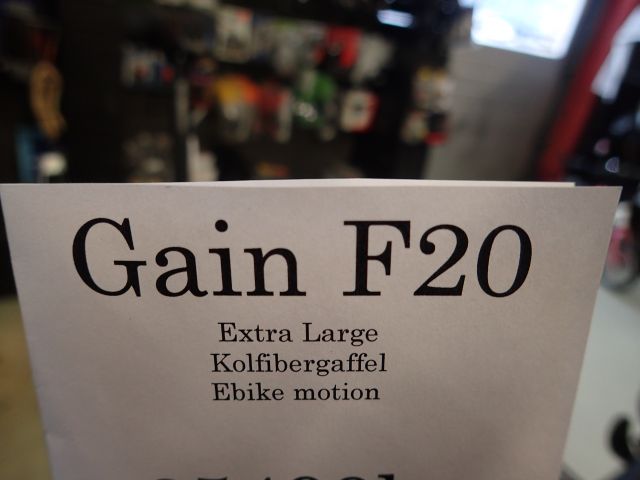 Gain F20
Extra Large
Kolfibergaffel
Ebike motion